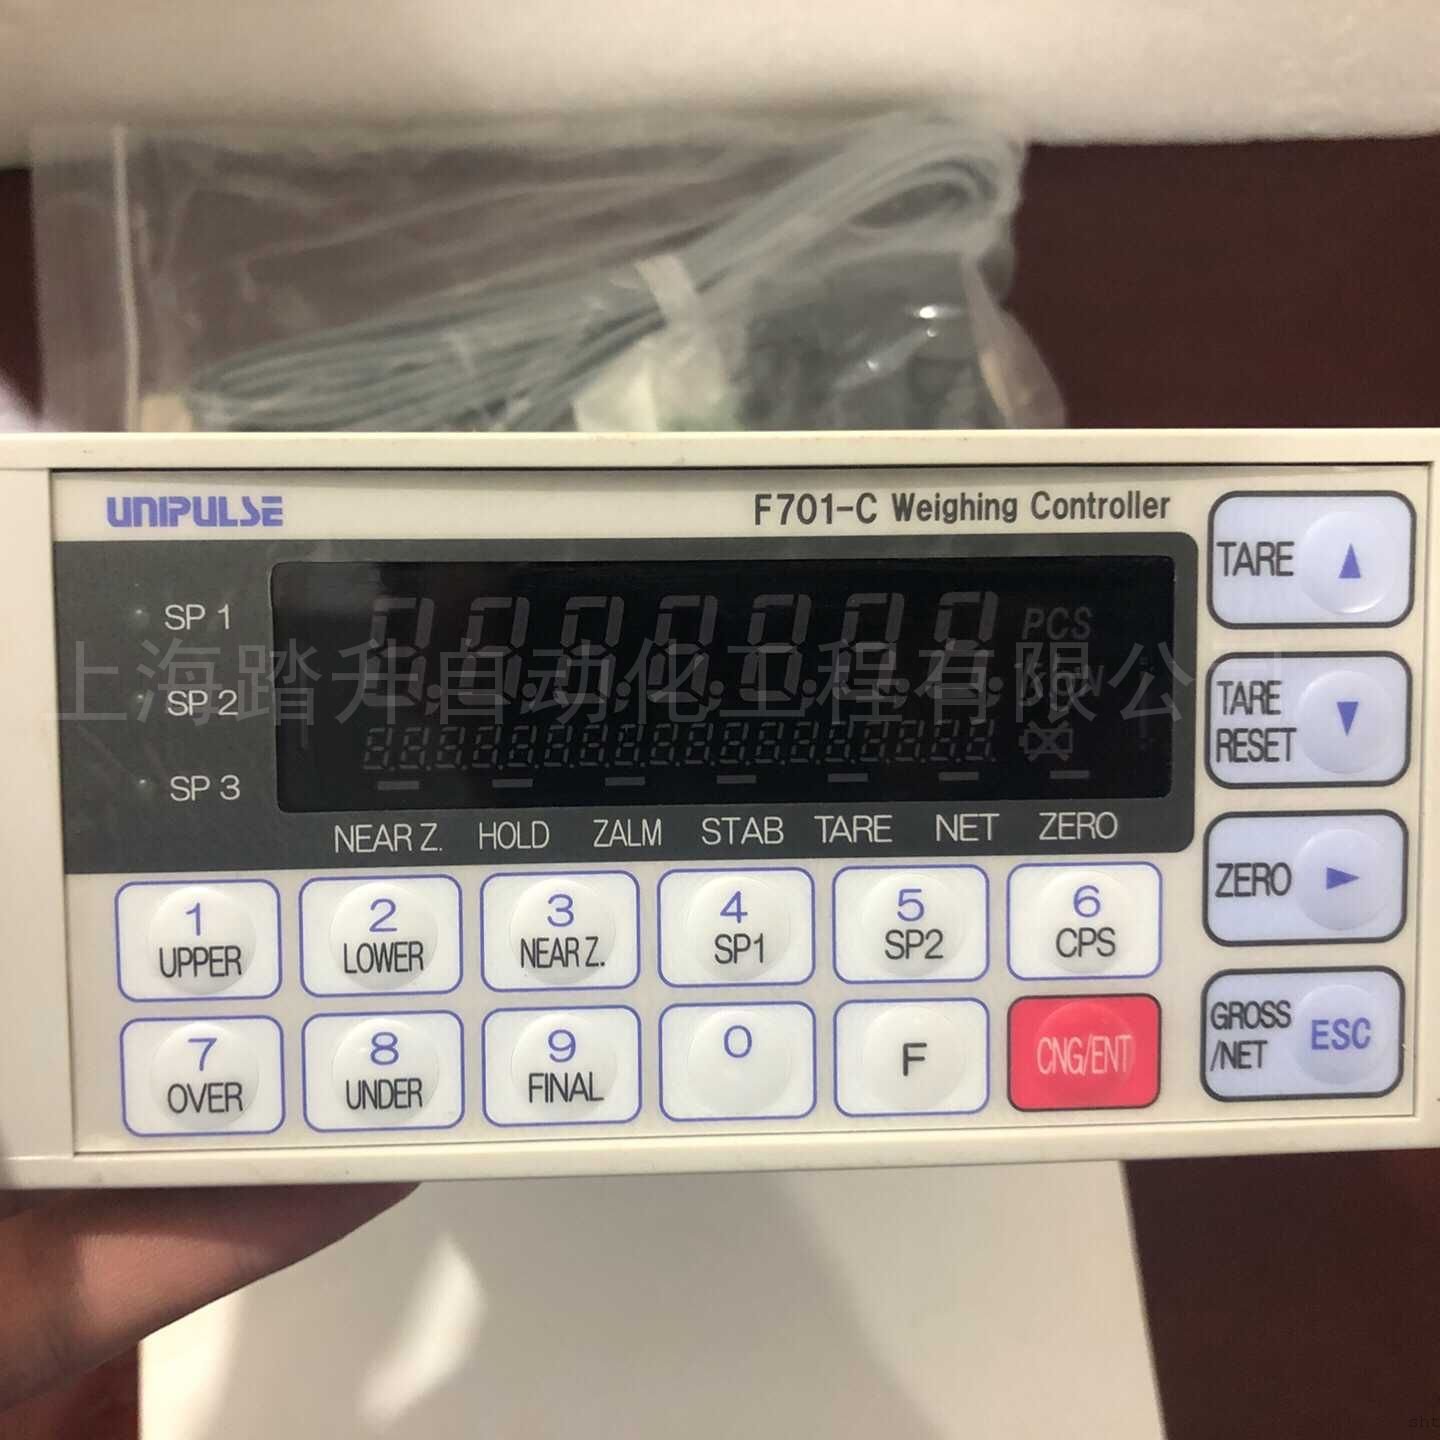 UNIPULSE
F701-C Weighing Controller
TARE
SP 1
PCS
上海踏升自动化工程有限公司
SP 2
TARE
RESET
SP 3
NEAR Z. HOLD ZALM STAB TARE NET ZERO
ZERO
1 2 3 4 5 6
UPPER LOWER NEAR Z. SP1 SP2 CPS
GROSS
/NET
ESC
7 8 9 0 F CNG/ENT
OVER UNDER FINAL
sht